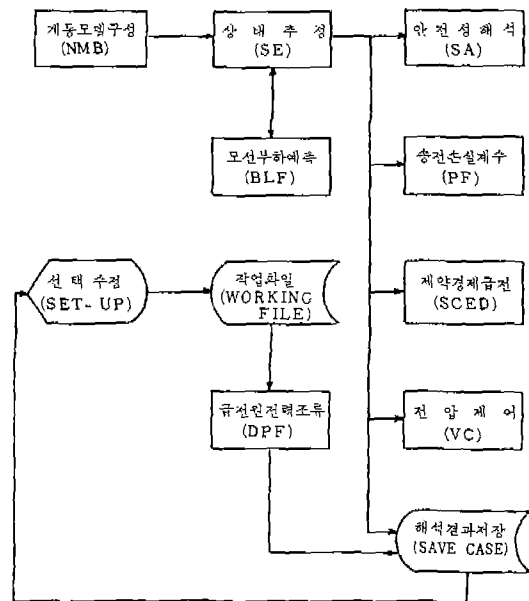 계통모델구성
(NMB)
상 태 추 정
(SE)
안전성해석
(SA)
모선부하예측
(BLF)
송전손실계수
(PF)
선택 수정
(SET-UP)
작업화일
(WORKING
FILE)
제약경제급전
(SCED)
급전원전력조류
(DPF)
전 압 제 어
(VC)
해석결과저장
(SAVE CASE)